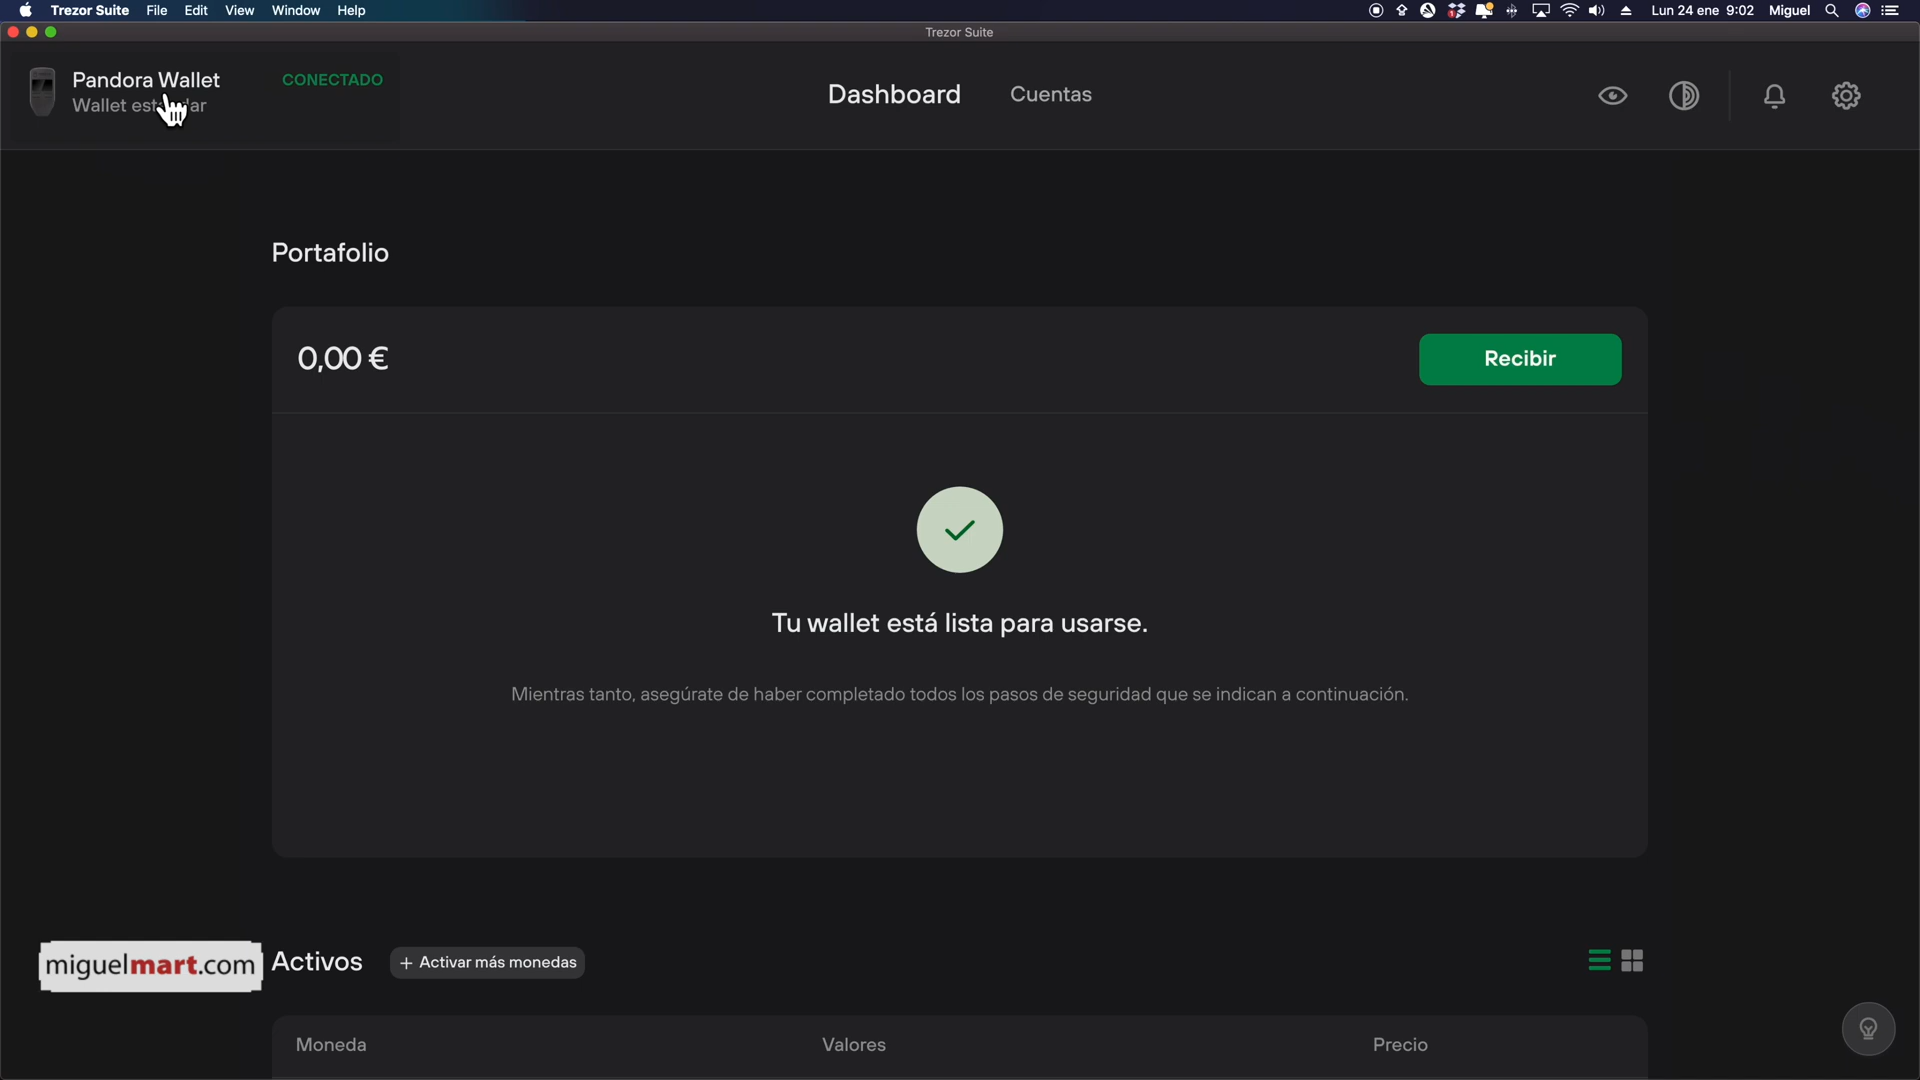 Trezor Suite File Edit View Window Help
1 Lun 24 ene 9:02 Miguel
Trezor Suite
Pandora Wallet CONECTADO
Wallet
Dashboard Cuentas
Portafolio
0,00 €
Recibir
Tu wallet está lista para usarse.
Mientras tanto, asegúrate de haber completado todos los pasos de seguridad que se indican a continuación.
miguelmart.com
Activos + Activar más monedas
Moneda Valores Precio